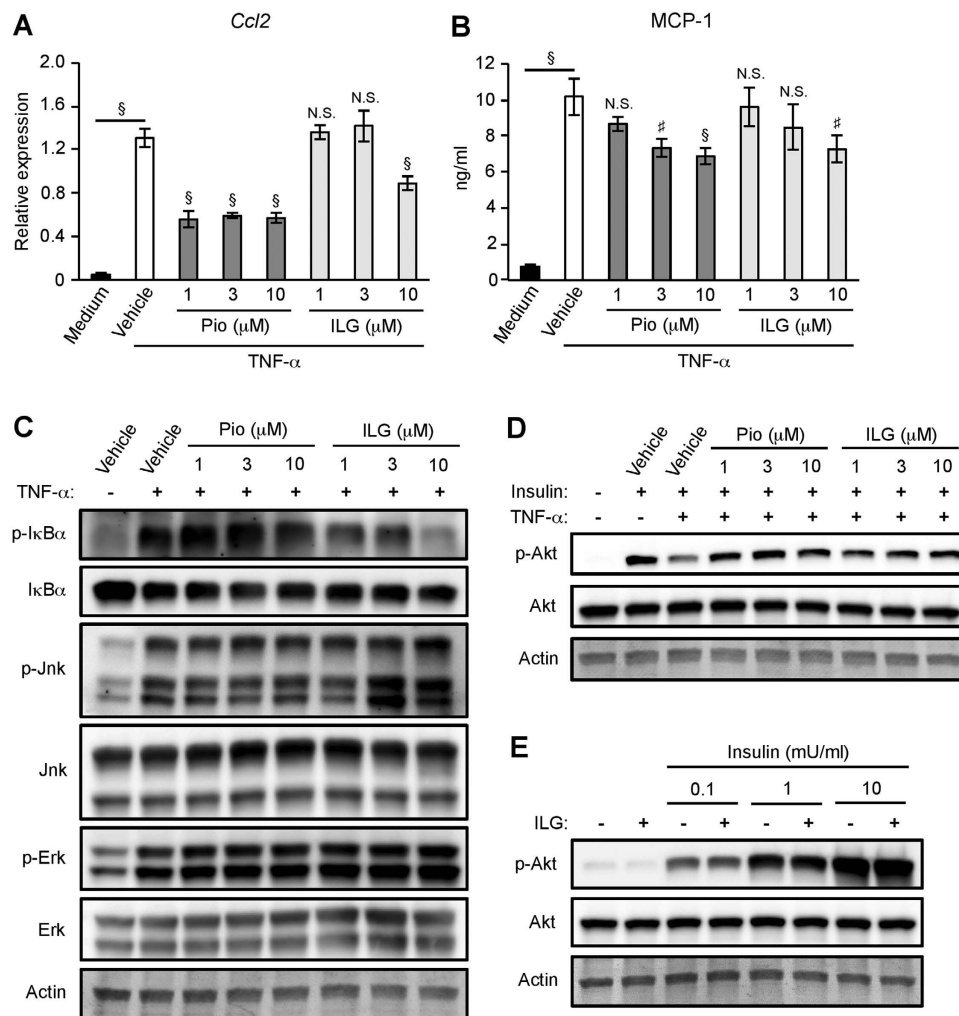 A
Ccl2
Relative expression
2.0
1.6
1.2
0.8
0.4
0
§
§
§
§
N.S.
N.S.
§
Medium
Vehicle
1 3 10 1 3 10
Pio (μM) ILG (μM)
TNF-α
B
MCP-1
ng/ml
12
10
8
6
4
2
0
§
N.S.
♯
§
N.S.
N.S.
♯
Medium
Vehicle
1 3 10 1 3 10
Pio (μM) ILG (μM)
TNF-α
C
Vehicle Vehicle Pio (μM) ILG (μM)
1 3 10 1 3 10
TNF-α: - + + + + + + +
p-IκBα
IκBα
p-Jnk
Jnk
p-Erk
Erk
Actin
D
Vehicle Vehicle Pio (μM) ILG (μM)
1 3 10 1 3 10
Insulin: - + + + + + + + +
TNF-α: - - + + + + + + +
p-Akt
Akt
Actin
E
Insulin (mU/ml)
0.1 1 10
ILG: - + - + - + - +
p-Akt
Akt
Actin